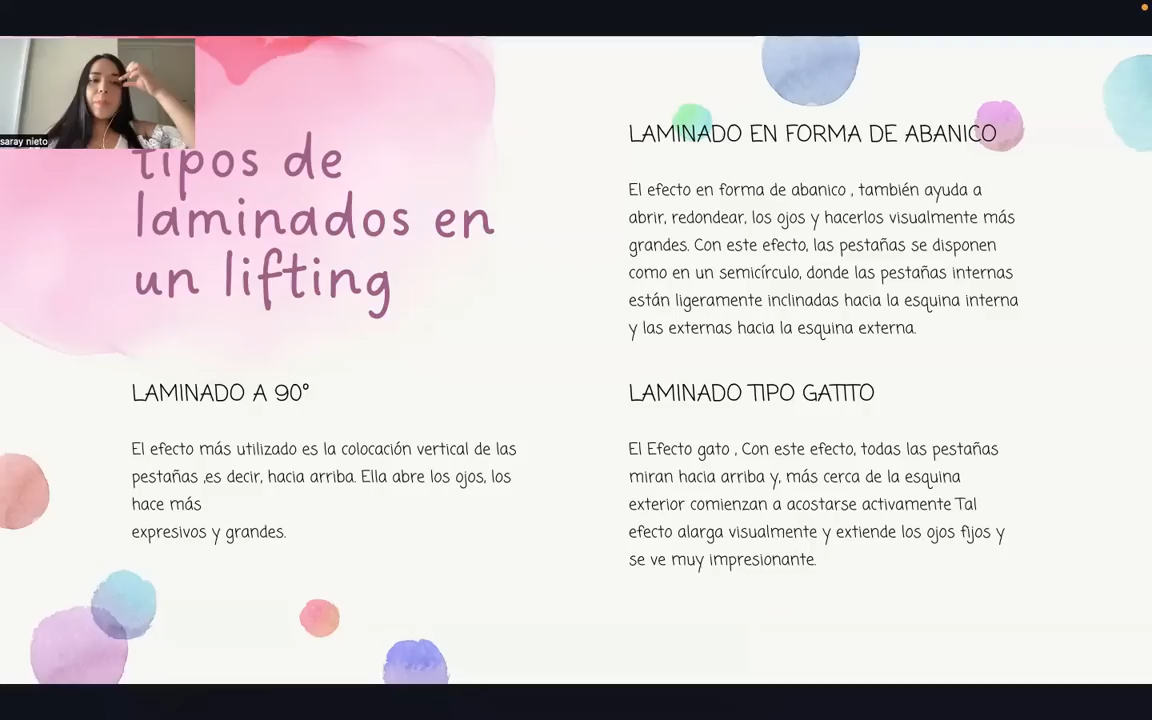 saray nieto
tipos de
laminados en
un lifting
LAMINADO A 90°
El efecto más utilizado es la colocación vertical de las
pestañas ,es decir, hacia arriba. Ella abre los ojos, los
hace más
expresivos y grandes.
LAMINADO EN FORMA DE ABANICO
El efecto en forma de abanico , también ayuda a
abrir, redondear, los ojos y hacerlos visualmente más
grandes. Con este efecto, las pestañas se disponen
como en un semicírculo, donde las pestañas internas
están ligeramente inclinadas hacia la esquina interna
y las externas hacia la esquina externa.
LAMINADO TIPO GATITO
El Efecto gato , Con este efecto, todas las pestañas
miran hacia arriba y, más cerca de la esquina
exterior comienzan a acostarse activamente Tal
efecto alarga visualmente y extiende los ojos fijos y
se ve muy impresionante.